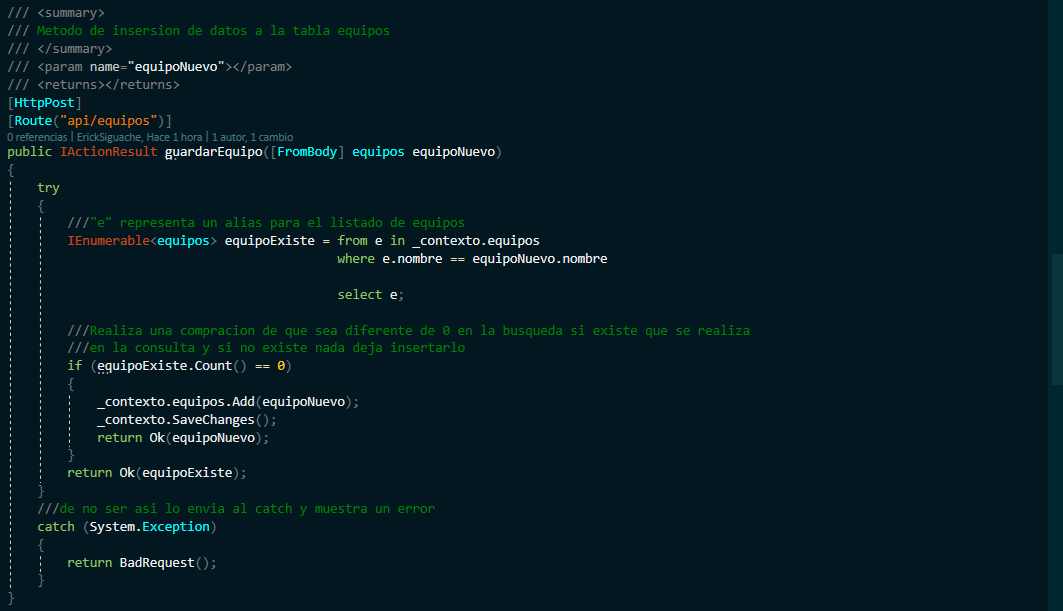 /// <summary>
/// Metodo de insersion de datos a la tabla equipos
/// </summary>
/// <param name="equipoNuevo"></param>
/// <returns></returns>
[HttpPost]
[Route("api/equipos")]
0 referencias | ErickSiguache, Hace 1 hora | 1 autor, 1 cambio
public IActionResult guardarEquipo([FromBody] equipos equipoNuevo)
{
try
{
///"e" representa un alias para el listado de equipos
IEnumerable<equipos> equipoExiste = from e in _contexto.equipos
where e.nombre == equipoNuevo.nombre
select e;
///Realiza una compracion de que sea diferente de 0 en la busqueda si existe que se realiza
///en la consulta y si no existe nada deja insertarlo
if (equipoExiste.Count() == 0)
{
_contexto.equipos.Add(equipoNuevo);
_contexto.SaveChanges();
return Ok(equipoNuevo);
}
return Ok(equipoExiste);
}
///de no ser asi lo envia al catch y muestra un error
catch (System.Exception)
{
return BadRequest();
}
}